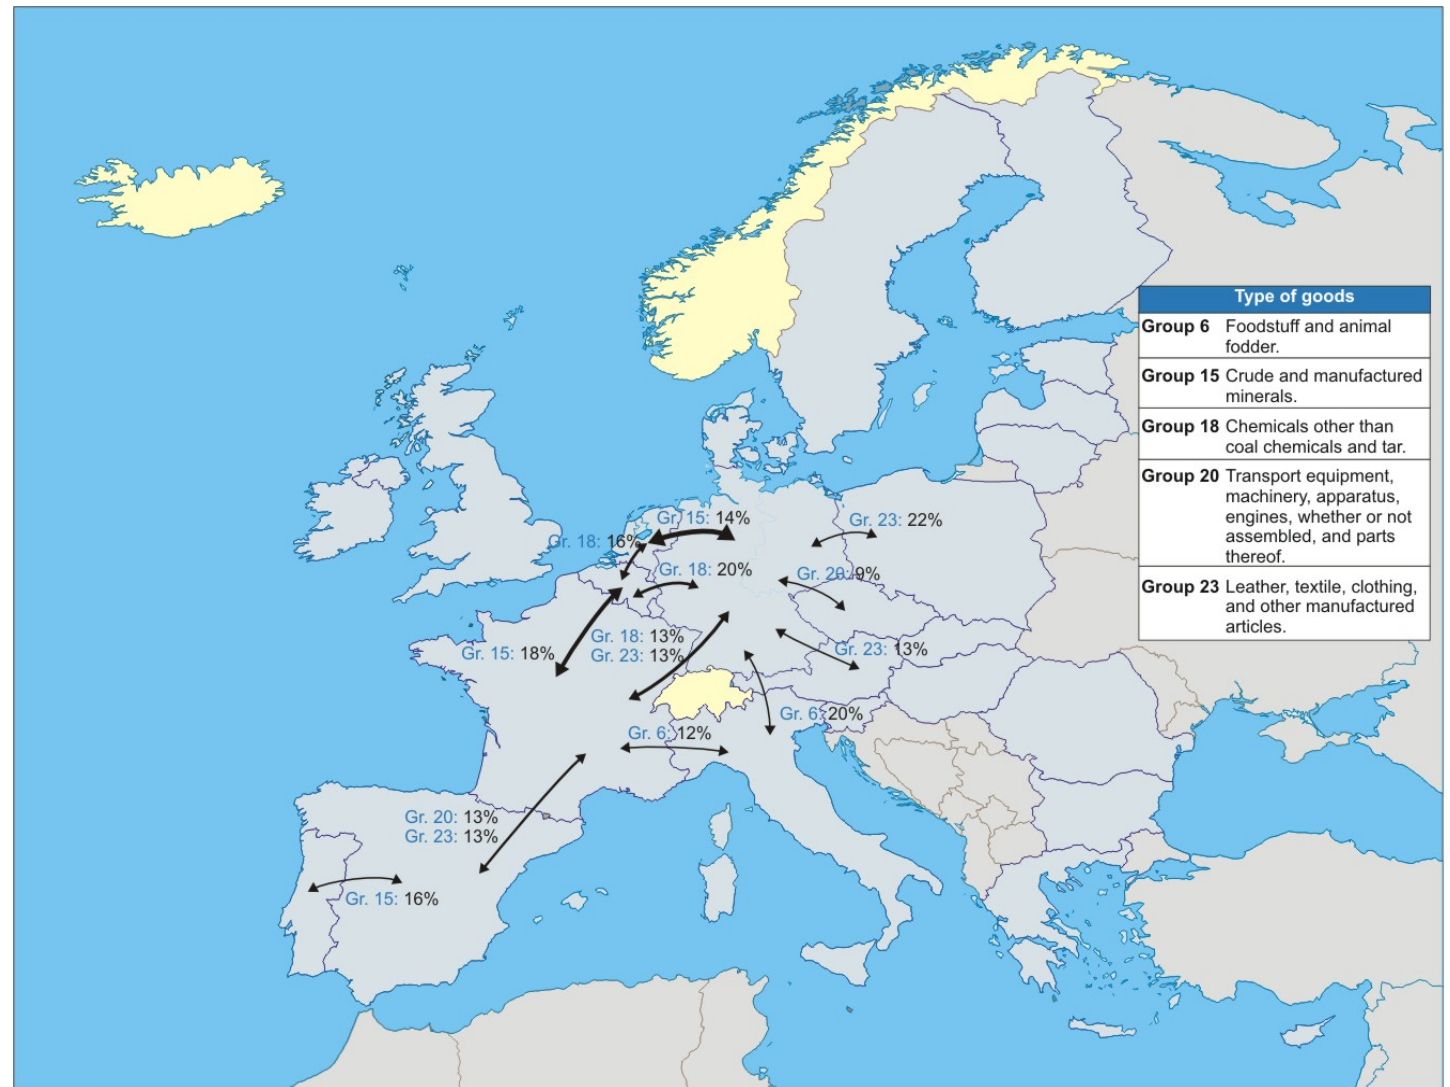 Type of goods
Group 6 Foodstuff and animal
fodder.
Group 15 Crude and manufactured
minerals.
Group 18 Chemicals other than
coal chemicals and tar.
Group 20 Transport equipment,
machinery, apparatus,
engines, whether or not
assembled, and parts
thereof.
Group 23 Leather, textile, clothing,
and other manufactured
articles.
Gr. 15: 14%
Gr. 23: 22%
Gr. 18: 16%
Gr. 18: 20%
Gr. 20: 9%
Gr. 18: 13%
Gr. 23: 13%
Gr. 15: 18%
Gr. 23: 13%
Gr. 6: 20%
Gr. 6: 12%
Gr. 20: 13%
Gr. 23: 13%
Gr. 15: 16%